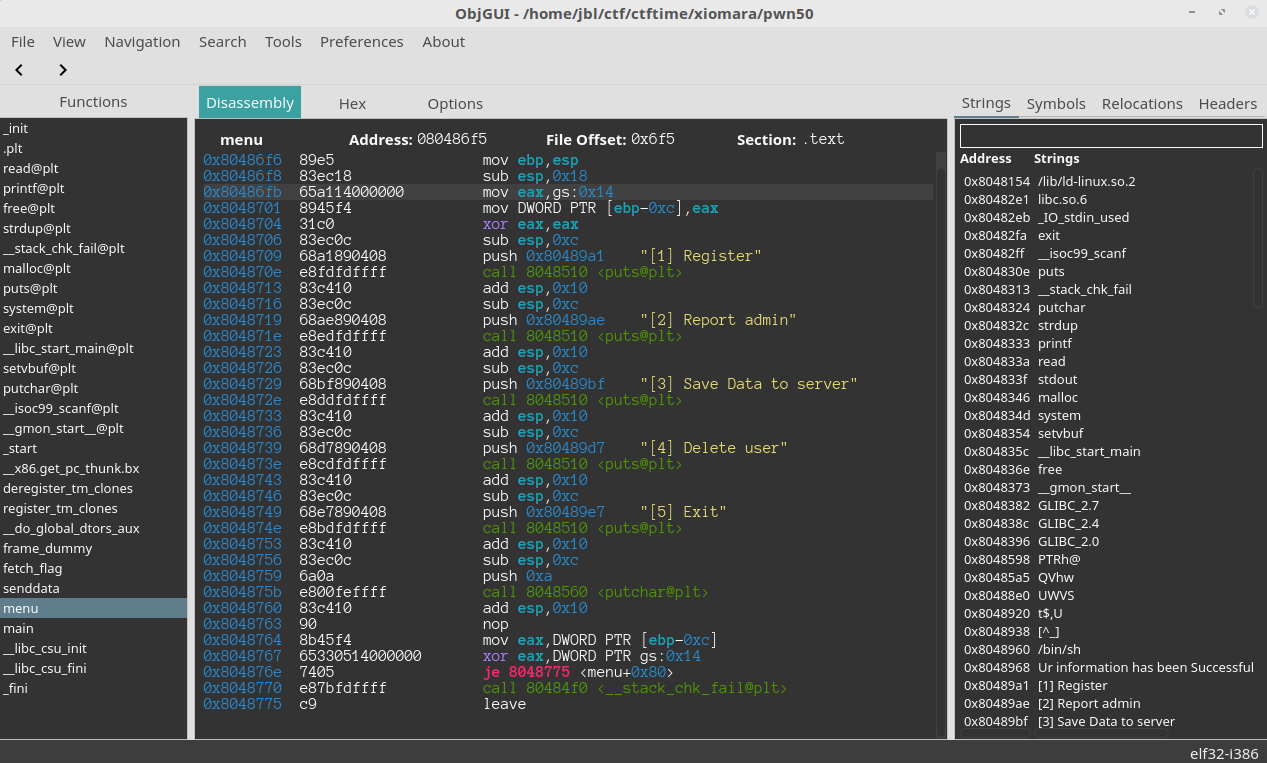 ObjGUI - /home/jbl/ctf/ctftime/xiomara/pwn50
File View Navigation Search Tools Preferences About
Functions
_init
.plt
read@plt
printf@plt
free@plt
strdup@plt
__stack_chk_fail@plt
malloc@plt
puts@plt
system@plt
exit@plt
__libc_start_main@plt
setvbuf@plt
putchar@plt
__isoc99_scanf@plt
__gmon_start__@plt
_start
__x86.get_pc_thunk.bx
deregister_tm_clones
register_tm_clones
__do_global_dtors_aux
frame_dummy
fetch_flag
senddata
menu
main
__libc_csu_init
__libc_csu_fini
_fini
Disassembly Hex Options
menu Address: 080486f5 File Offset: 0x6f5 Section: .text
0x80486f6 89e5 mov ebp,esp
0x80486f8 83ec18 sub esp,0x18
0x80486fb 65a114000000 mov eax,gs:0x14
0x8048701 8945f4 mov DWORD PTR [ebp-0xc],eax
0x8048704 31c0 xor eax,eax
0x8048706 83ec0c sub esp,0xc
0x8048709 68a1890408 push 0x80489a1 "[1] Register"
0x804870e e8fdfdffff call 8048510 <puts@plt>
0x8048713 83c410 add esp,0x10
0x8048716 83ec0c sub esp,0xc
0x8048719 68ae890408 push 0x80489ae "[2] Report admin"
0x804871e e8edfdffff call 8048510 <puts@plt>
0x8048723 83c410 add esp,0x10
0x8048726 83ec0c sub esp,0xc
0x8048729 68bf890408 push 0x80489bf "[3] Save Data to server"
0x804872e e8ddfdffff call 8048510 <puts@plt>
0x8048733 83c410 add esp,0x10
0x8048736 83ec0c sub esp,0xc
0x8048739 68d7890408 push 0x80489d7 "[4] Delete user"
0x804873e e8cdfdffff call 8048510 <puts@plt>
0x8048743 83c410 add esp,0x10
0x8048746 83ec0c sub esp,0xc
0x8048749 68e7890408 push 0x80489e7 "[5] Exit"
0x804874e e8bdfdffff call 8048510 <puts@plt>
0x8048753 83c410 add esp,0x10
0x8048756 83ec0c sub esp,0xc
0x8048759 6a0a push 0xa
0x804875b e800feffff call 8048560 <putchar@plt>
0x8048760 83c410 add esp,0x10
0x8048763 90 nop
0x8048764 8b45f4 mov eax,DWORD PTR [ebp-0xc]
0x8048767 65330514000000 xor eax,DWORD PTR gs:0x14
0x804876e 7405 je 8048775 <menu+0x80>
0x8048770 e87bfdffff call 80484f0 <__stack_chk_fail@plt>
0x8048775 c9 leave
Strings Symbols Relocations Headers
Address Strings
0x8048154 /lib/ld-linux.so.2
0x80482e1 libc.so.6
0x80482eb _IO_stdin_used
0x80482fa exit
0x80482ff __isoc99_scanf
0x804830e puts
0x8048313 __stack_chk_fail
0x8048324 putchar
0x804832c strdup
0x8048333 printf
0x804833a read
0x804833f stdout
0x8048346 malloc
0x804834d system
0x8048354 setvbuf
0x804835c __libc_start_main
0x804836e free
0x8048373 __gmon_start__
0x8048382 GLIBC_2.7
0x804838c GLIBC_2.4
0x8048396 GLIBC_2.0
0x8048598 PTRh@
0x80485a5 QVhw
0x80488e0 UWVS
0x8048920 t$,U
0x8048938 [^_]
0x8048960 /bin/sh
0x8048968 Ur information has been Successful
0x80489a1 [1] Register
0x80489ae [2] Report admin
0x80489bf [3] Save Data to server
elf32-i386